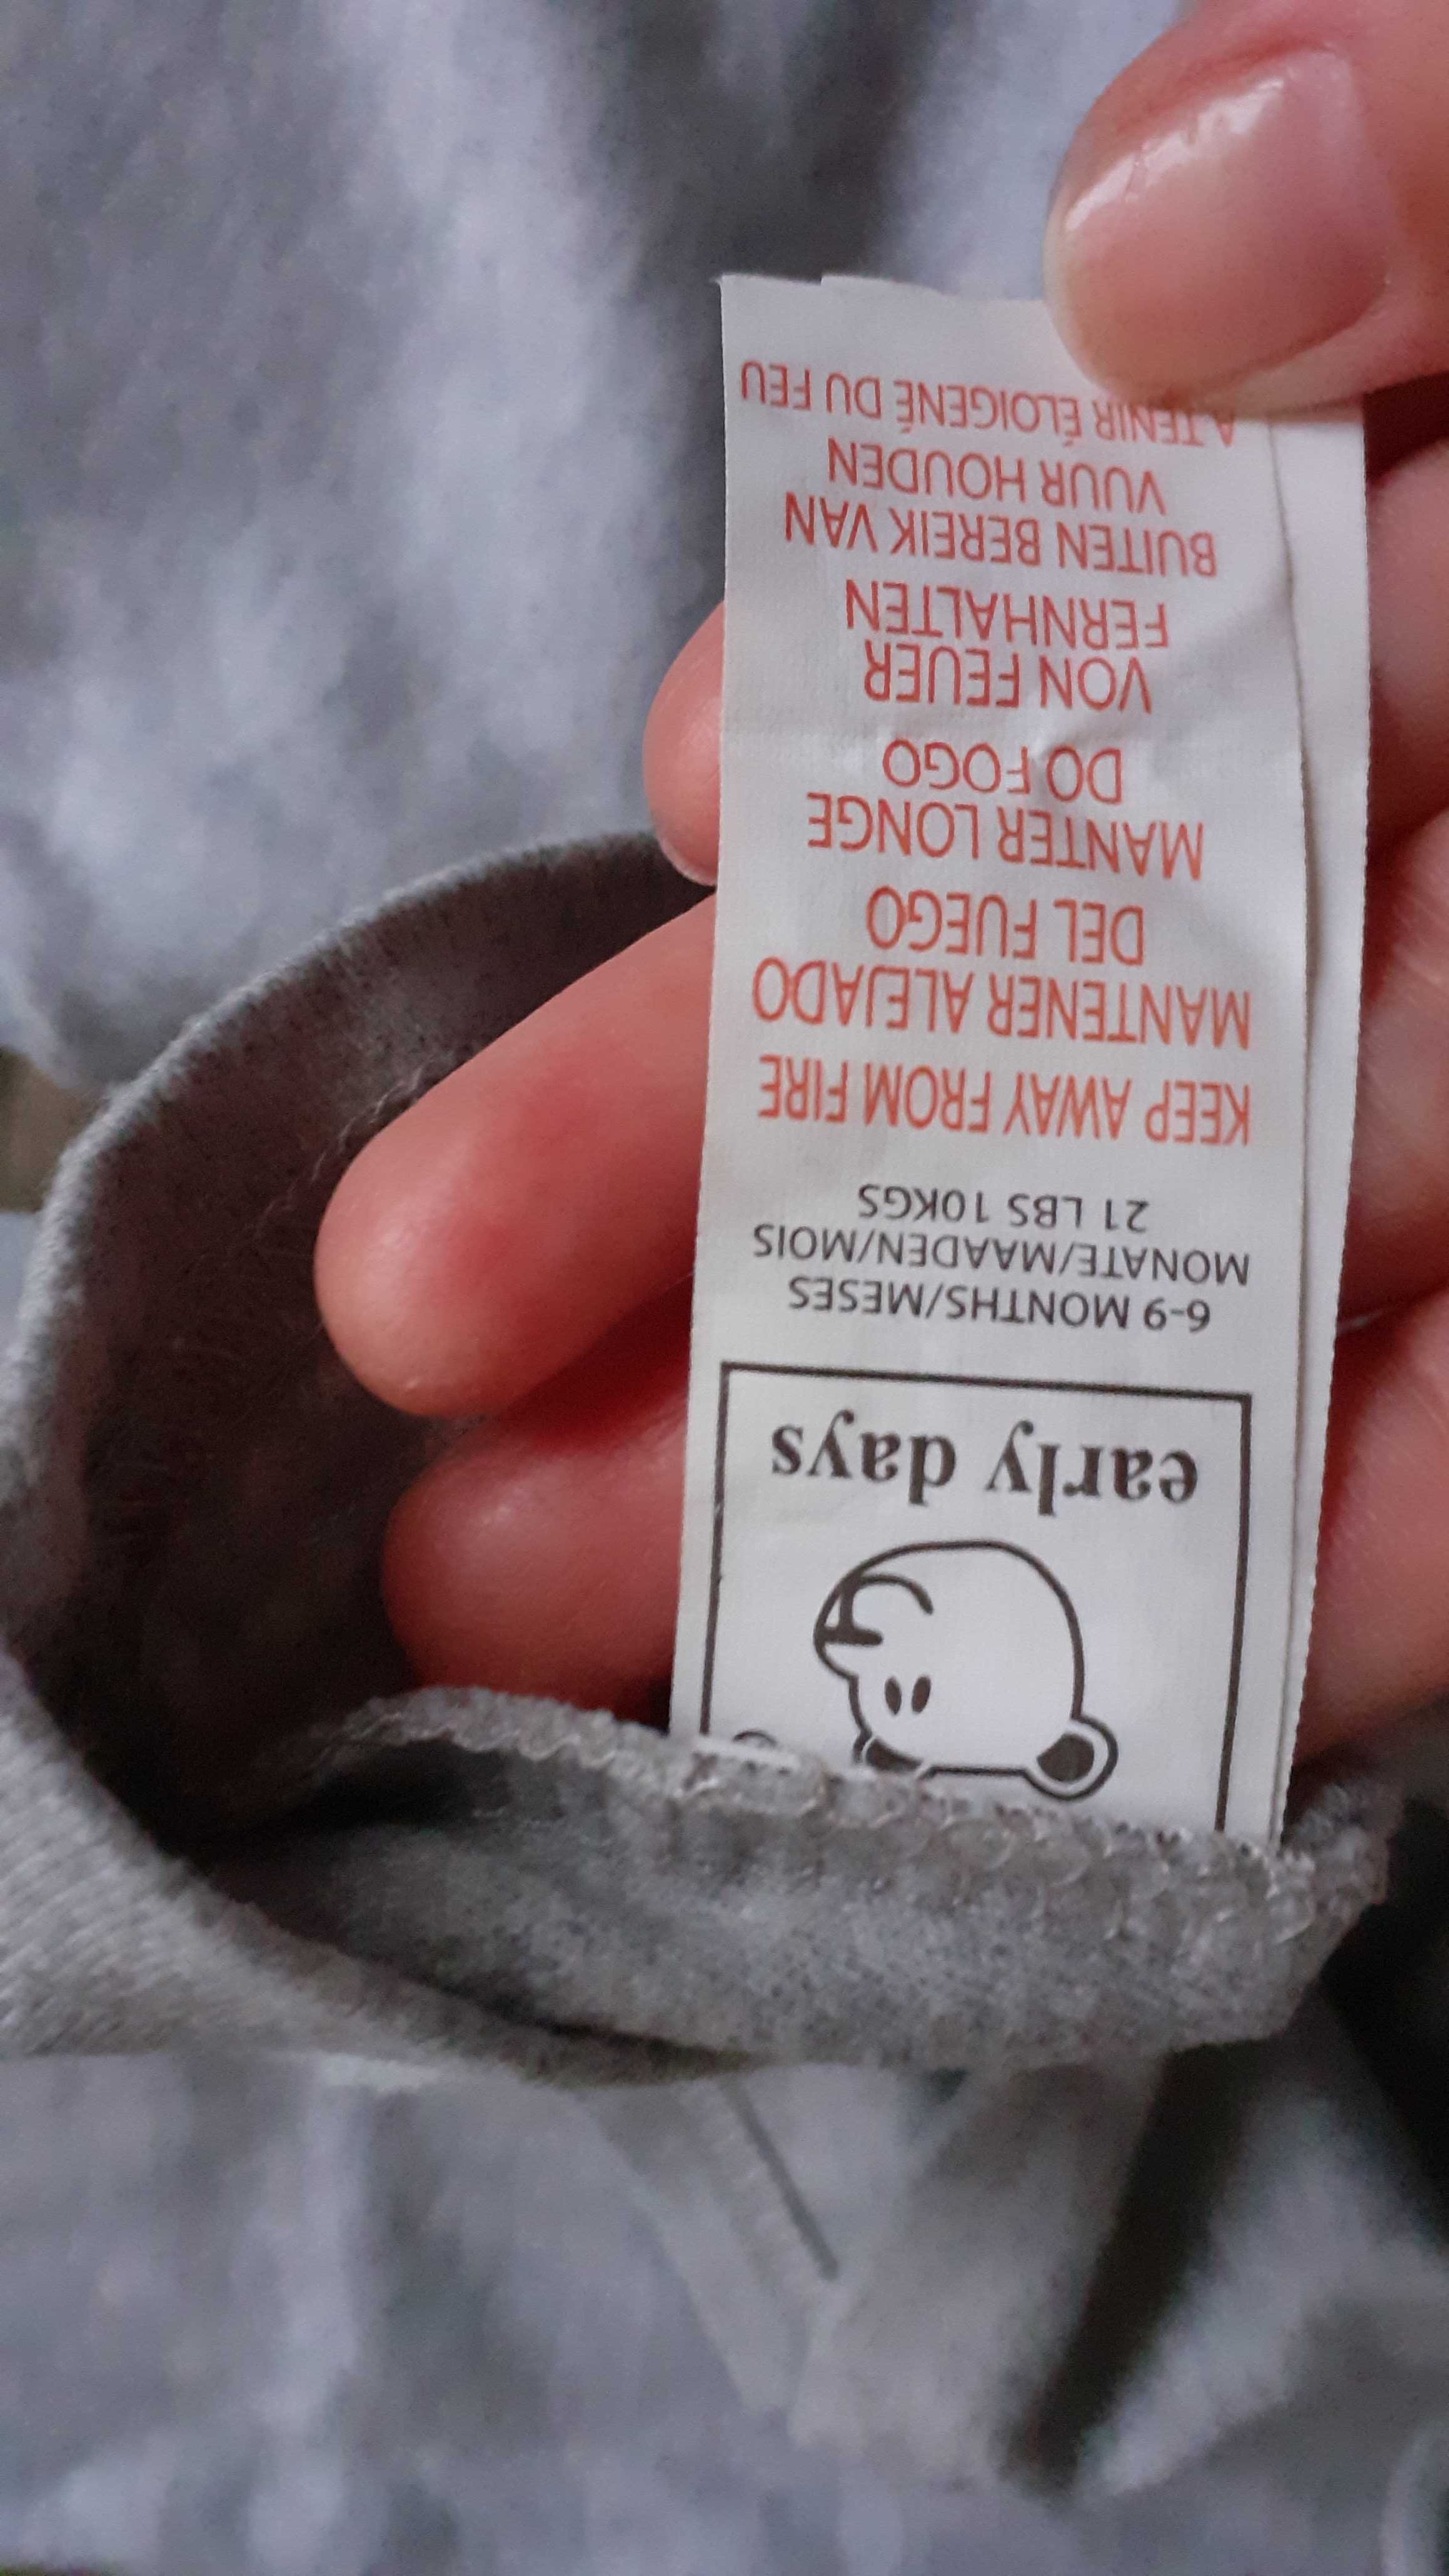 early days
6-9 MONTHS/MESES
MONATE/MAADEN/MOIS
21 LBS 10KGS
KEEP AWAY FROM FIRE
MANTENER ALEJADO
DEL FUEGO
MANTER LONGE
DO FOGO
VON FEUER
FERNHALTEN
BUITEN BEREIK VAN
VUUR HOUDEN
A TENIR ÉLOIGENÉ DU FEU